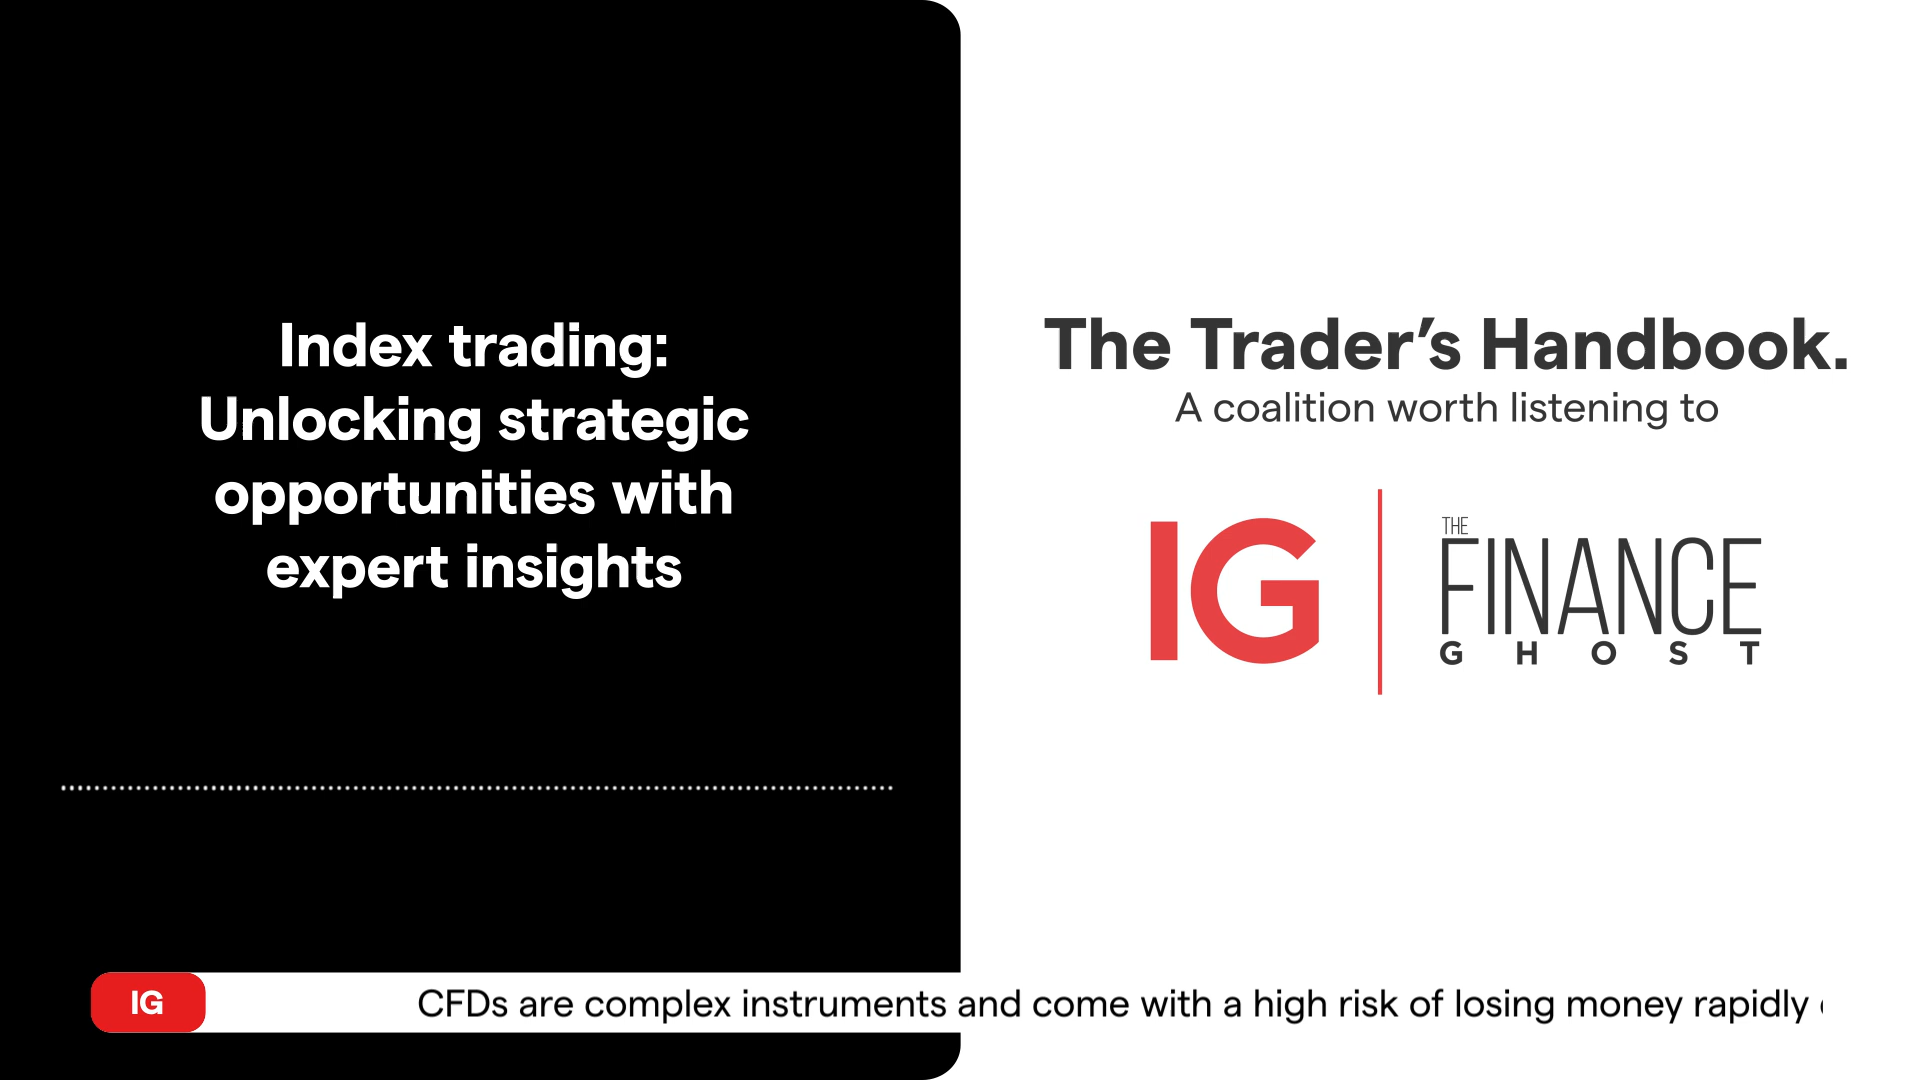 Index trading:
Unlocking strategic
opportunities with
expert insights
The Trader’s Handbook.
A coalition worth listening to
IG
THE
FINANCE
GHOST
IG
CFDs are complex instruments and come with a high risk of losing money rapidly